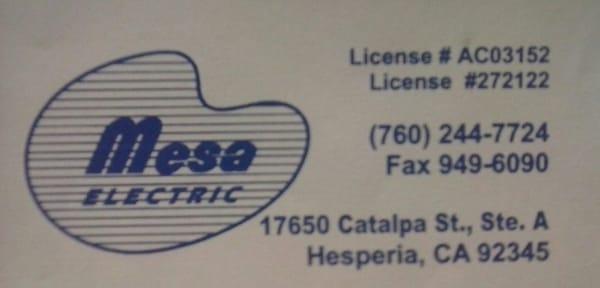 Mesa
ELECTRIC
License # AC03152
License #272122
(760) 244-7724
Fax 949-6090
17650 Catalpa St., Ste. A
Hesperia, CA 92345